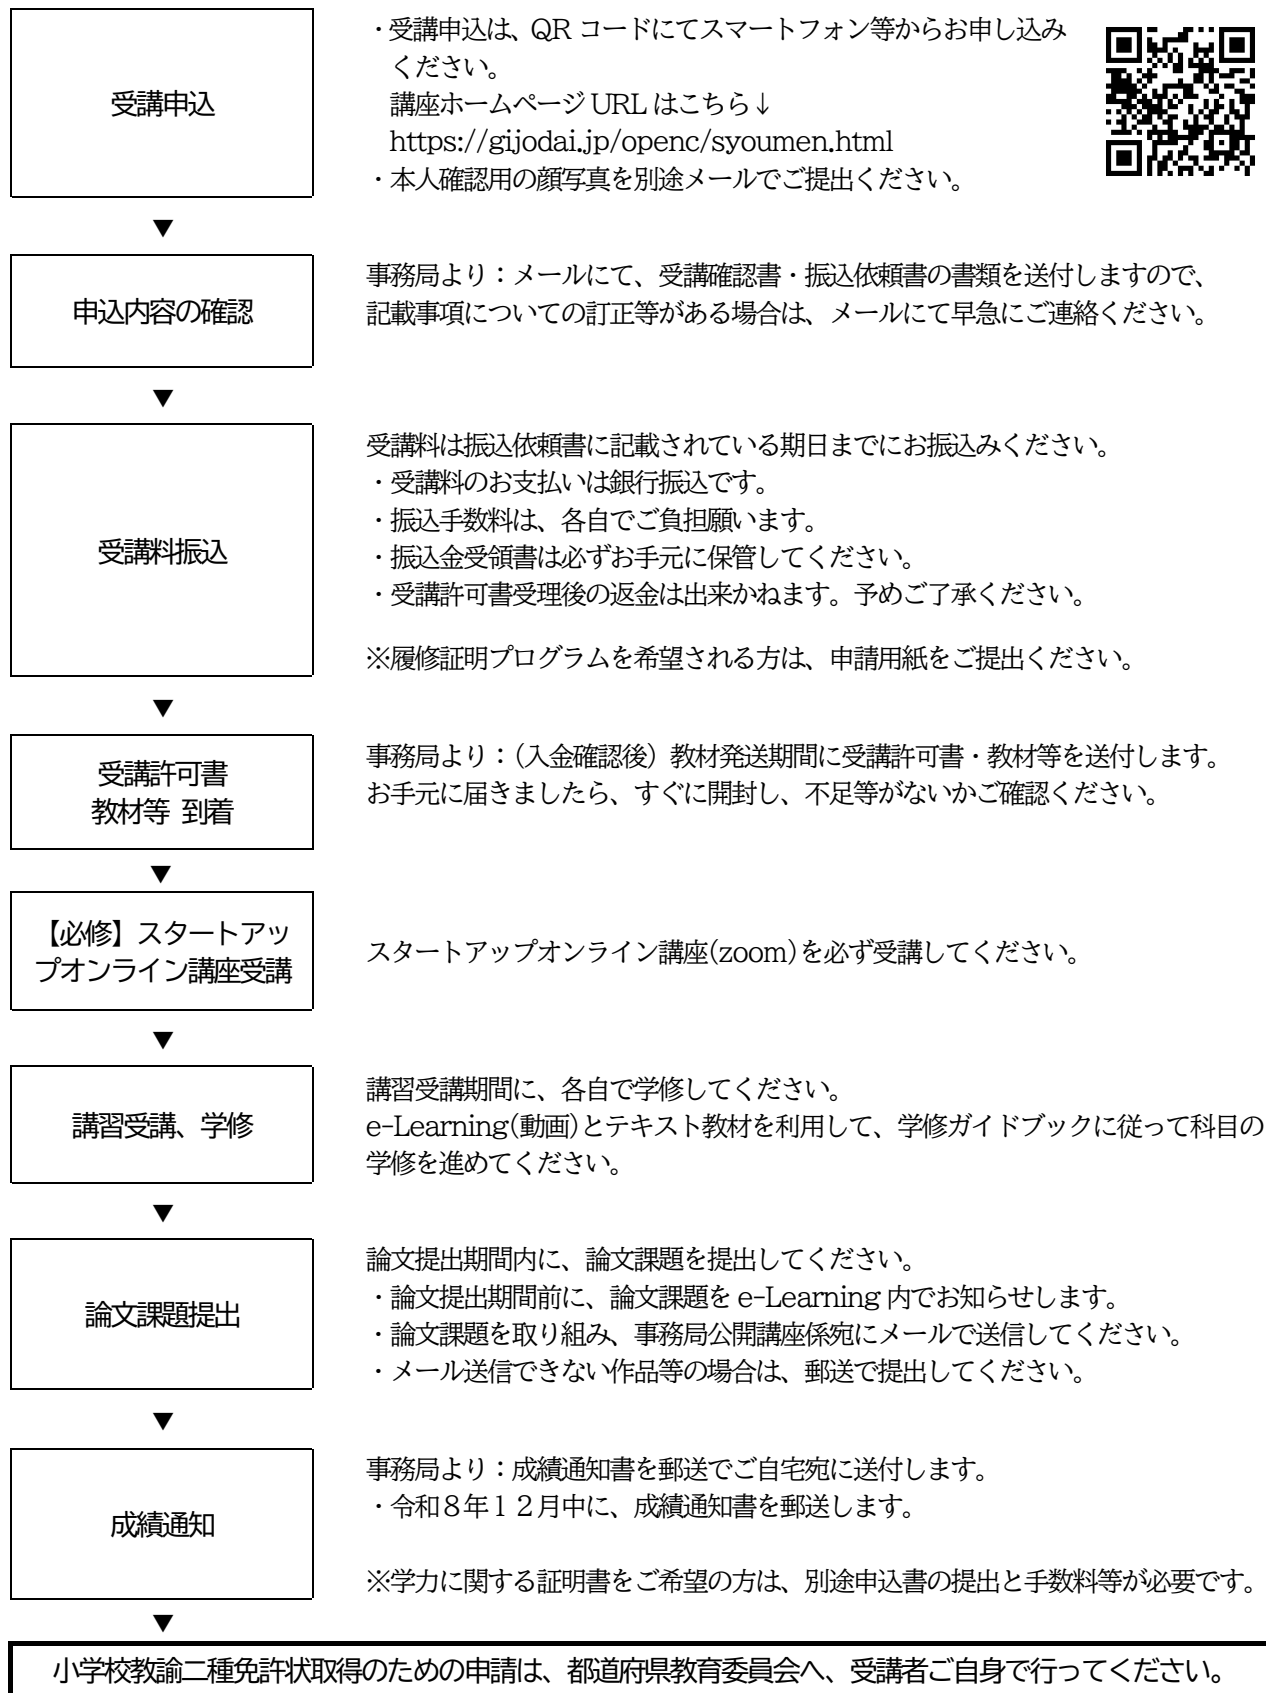 受講申込
・受講申込は、QR コードにてスマートフォン等からお申し込み
ください。
講座ホームページ URL はこちら↓
https://gijodai.jp/openc/syoumen.html
・本人確認用の顔写真を別途メールでご提出ください。
▼
申込内容の確認
事務局より：メールにて、受講確認書・振込依頼書の書類を送付しますので、
記載事項についての訂正等がある場合は、メールにて早急にご連絡ください。
▼
受講料振込
受講料は振込依頼書に記載されている期日までにお振込みください。
・受講料のお支払いは銀行振込です。
・振込手数料は、各自でご負担願います。
・振込金受領書は必ずお手元に保管してください。
・受講許可書受理後の返金は出来かねます。予めご了承ください。
※履修証明プログラムを希望される方は、申請用紙をご提出ください。
▼
受講許可書
教材等 到着
事務局より：（入金確認後）教材発送期間に受講許可書・教材等を送付します。
お手元に届きましたら、すぐに開封し、不足等がないかご確認ください。
▼
【必修】スタートアッ
プオンライン講座受講
スタートアップオンライン講座(zoom)を必ず受講してください。
▼
講習受講、学修
講習受講期間に、各自で学修してください。
e-Learning(動画)とテキスト教材を利用して、学修ガイドブックに従って科目の
学修を進めてください。
▼
論文課題提出
論文提出期間内に、論文課題を提出してください。
・論文提出期間前に、論文課題を e-Learning 内でお知らせします。
・論文課題を取り組み、事務局公開講座係宛にメールで送信してください。
・メール送信できない作品等の場合は、郵送で提出してください。
▼
成績通知
事務局より：成績通知書を郵送でご自宅宛に送付します。
・令和８年１２月中に、成績通知書を郵送します。
※学力に関する証明書をご希望の方は、別途申込書の提出と手数料等が必要です。
▼
小学校教諭二種免許状取得のための申請は、都道府県教育委員会へ、受講者ご自身で行ってください。